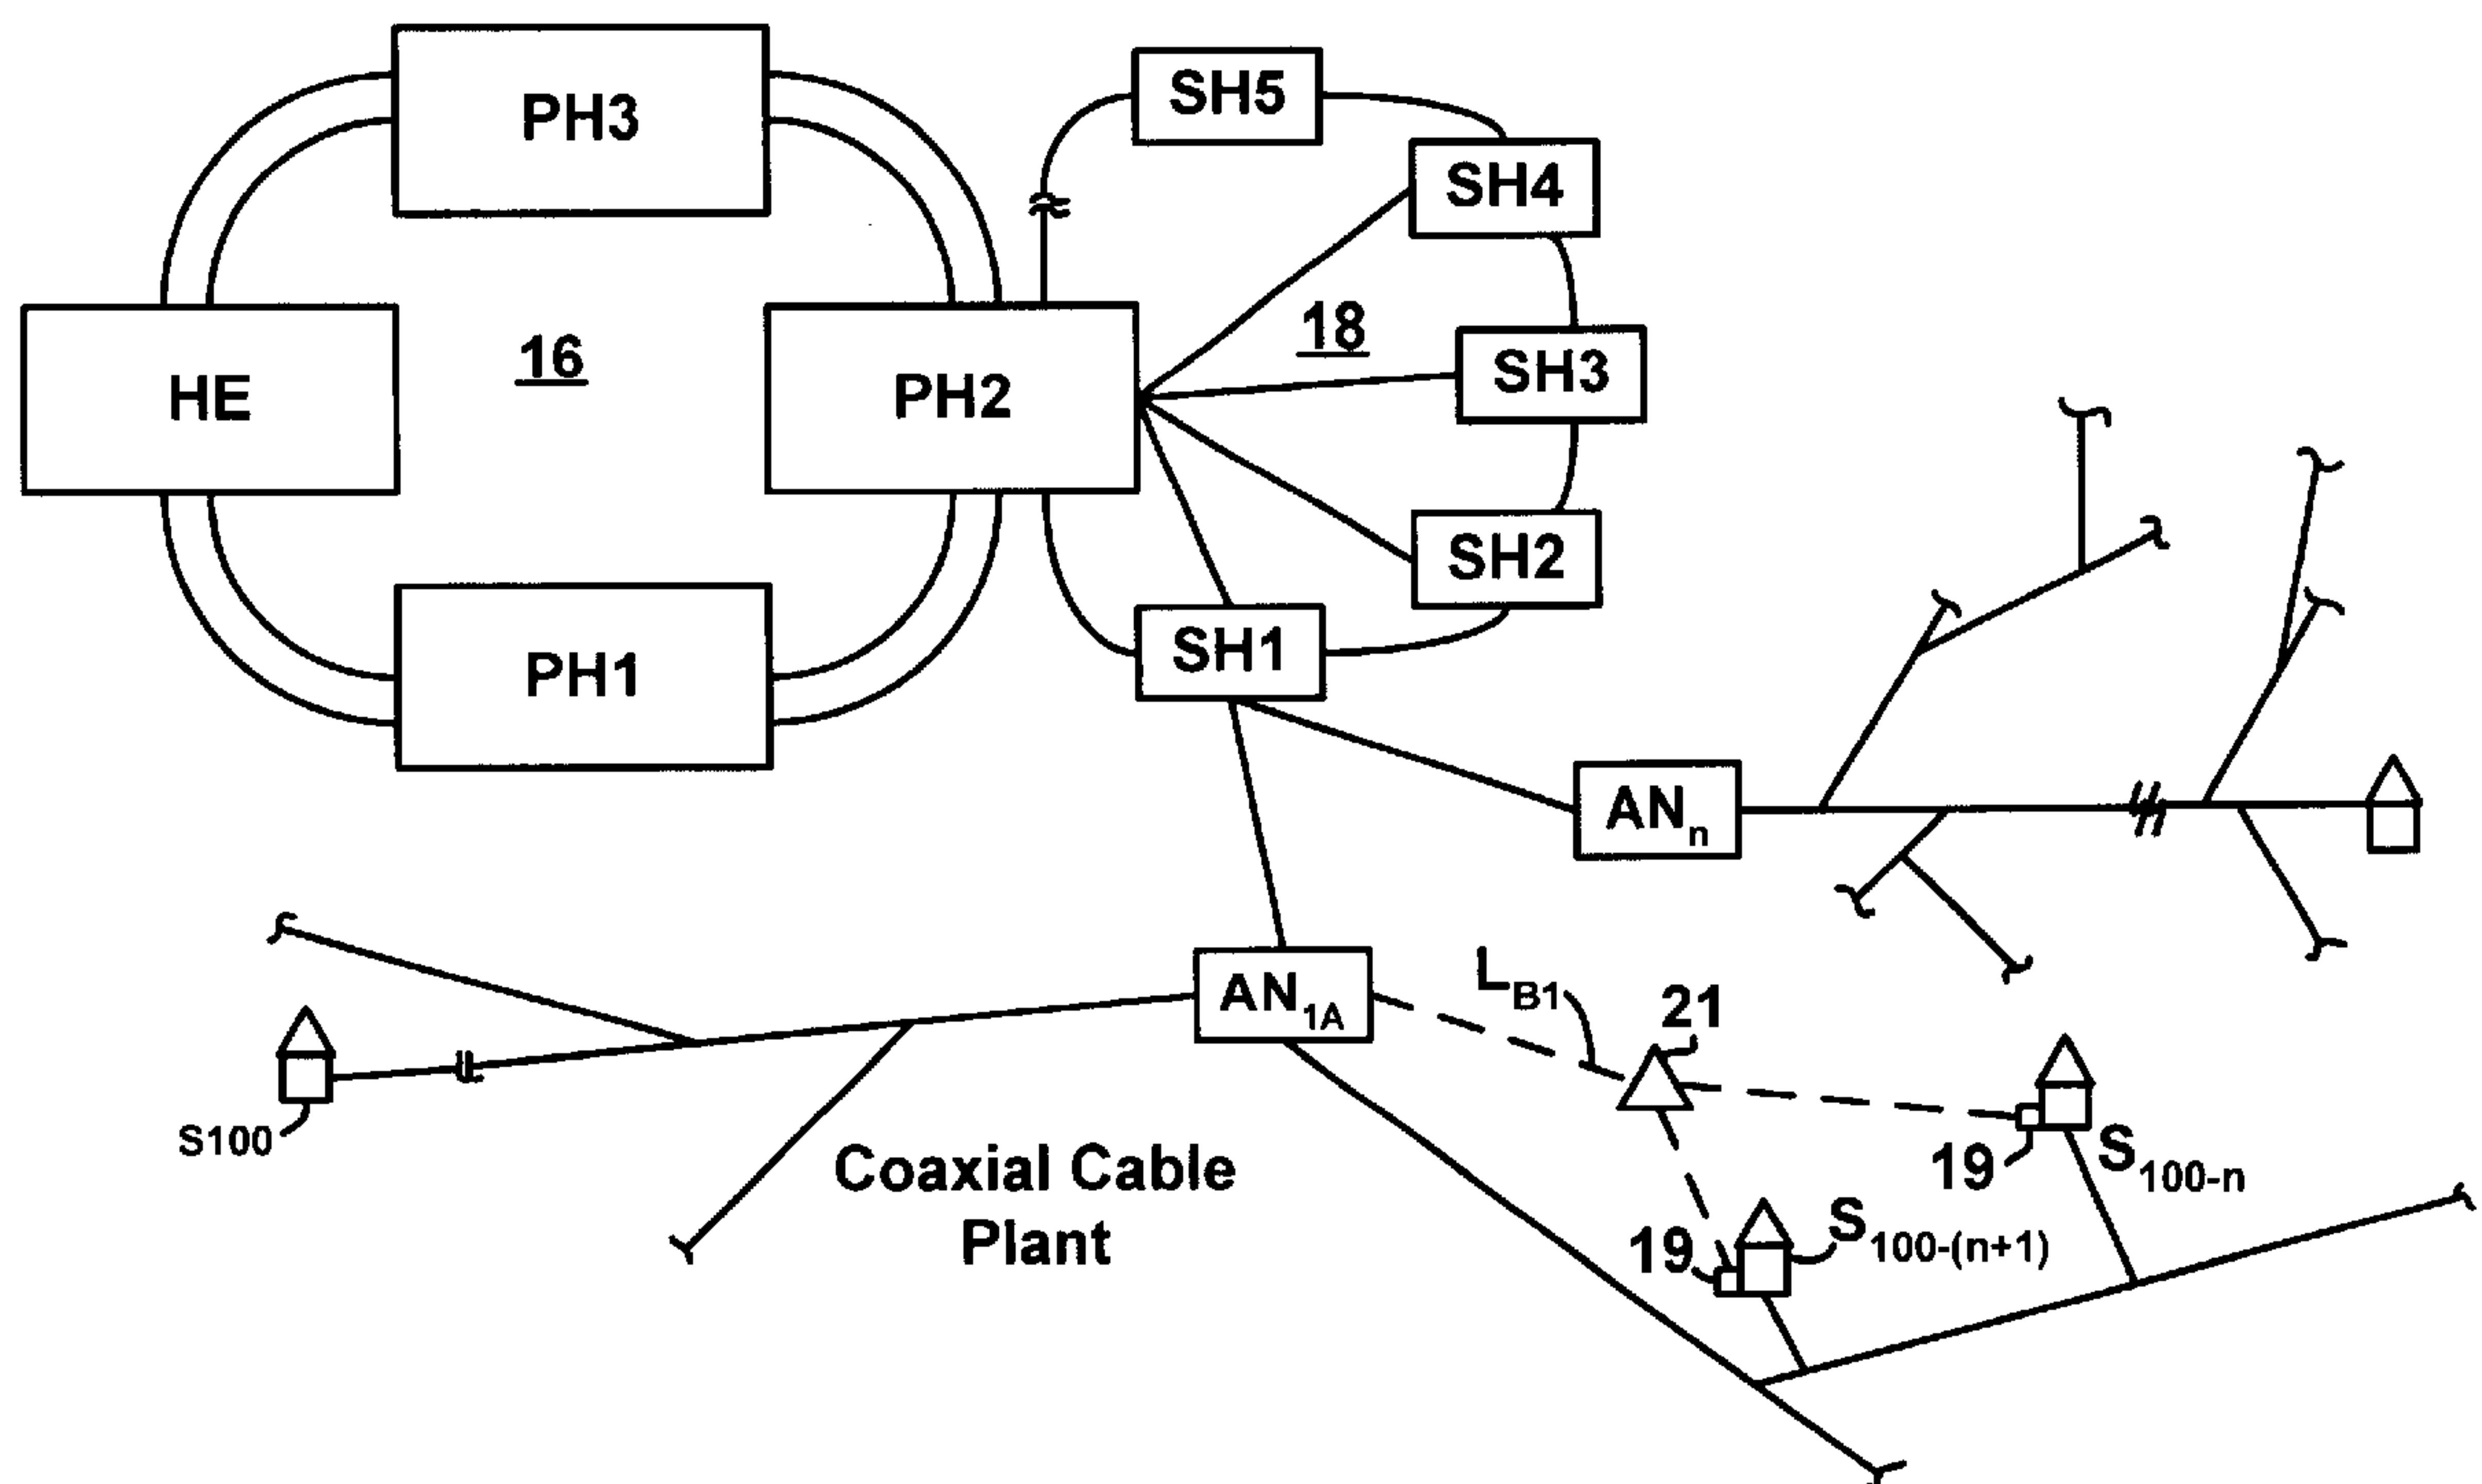 PH3
SH5
SH4
HE
16
PH2
18
SH3
SH2
PH1
SH1
ANn
AN1A
LB1
21
S100
Coaxial Cable
Plant
19
S100-n
19
S100-(n+1)